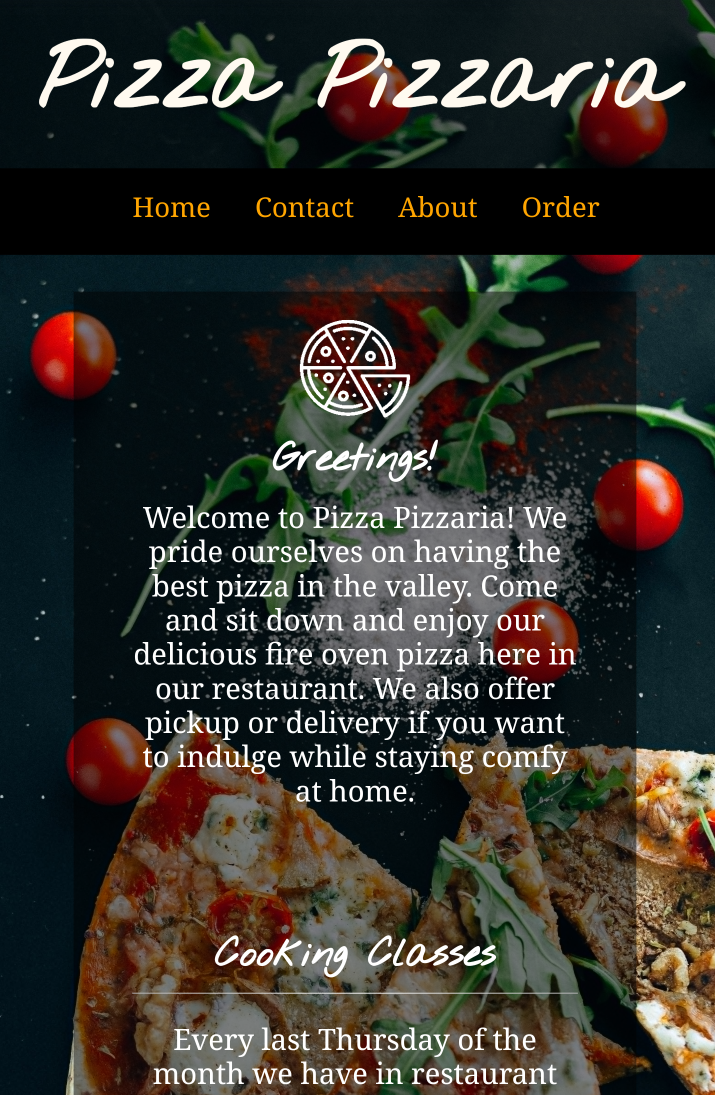 Pizza Pizzaria
Home Contact About Order
Greetings!
Welcome to Pizza Pizzaria! We
pride ourselves on having the
best pizza in the valley. Come
and sit down and enjoy our
delicious fire oven pizza here in
our restaurant. We also offer
pickup or delivery if you want
to indulge while staying comfy
at home.
Cooking Classes
Every last Thursday of the
month we have in restaurant